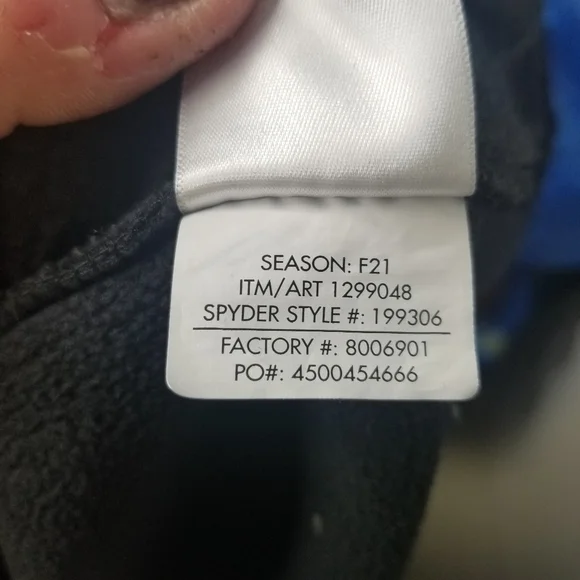 SEASON: F21
ITM/ART 1299048
SPYDER STYLE #: 199306
FACTORY #: 8006901
PO#: 4500454666